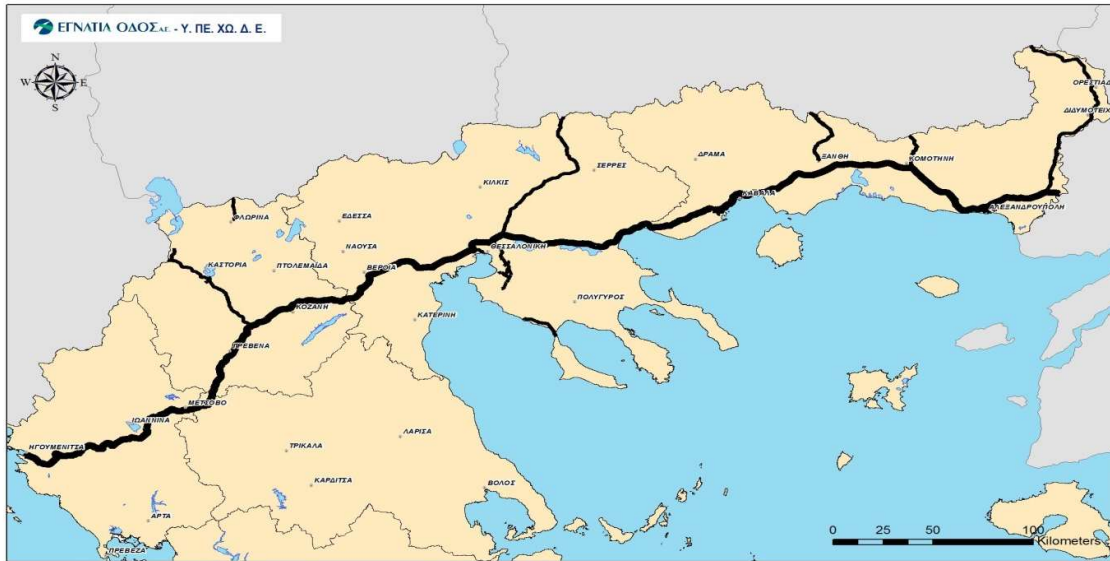 ΕΓΝΑΤΙΑ ΟΔΟΣ Α.Ε. - Υ. ΠΕ. ΧΩ. Δ. Ε.
N
W E
S
ΟΡΕΣΤΙΑΔ
ΔΙΔΥΜΟΤΕΙΧ
ΞΑΝΘΗ
ΚΟΜΟΤΗΝΗ
ΔΡΑΜΑ
ΣΕΡΡΕΣ
ΚΙΛΚΙΣ
ΚΑΒΑΛΑ
ΑΛΕΞΑΝΔΡΟΥΠΟΛΗ
ΦΛΩΡΙΝΑ
ΕΔΕΣΣΑ
ΝΑΟΥΣΑ
ΘΕΣΣΑΛΟΝΙΚΗ
ΚΑΣΤΟΡΙΑ
ΠΤΟΛΕΜΑΙΔΑ
ΒΕΡΟΙΑ
ΠΟΛΥΓΥΡΟΣ
ΚΟΖΑΝΗ
ΚΑΤΕΡΙΝΗ
ΓΡΕΒΕΝΑ
ΜΕΤΣΟΒΟ
ΙΩΑΝΝΙΝΑ
ΗΓΟΥΜΕΝΙΤΣΑ
ΛΑΡΙΣΑ
ΤΡΙΚΑΛΑ
ΚΑΡΔΙΤΣΑ
ΒΟΛΟΣ
ΑΡΤΑ
ΠΡΕΒΕΖΑ
0 25 50 100
Kilometers